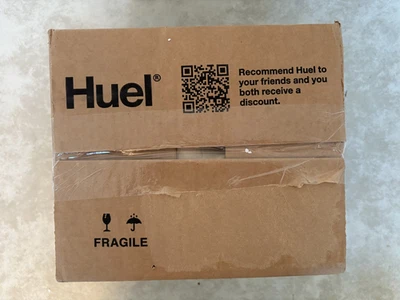 Huel®
Recommend Huel to
your friends and you
both receive a
discount.
FRAGILE